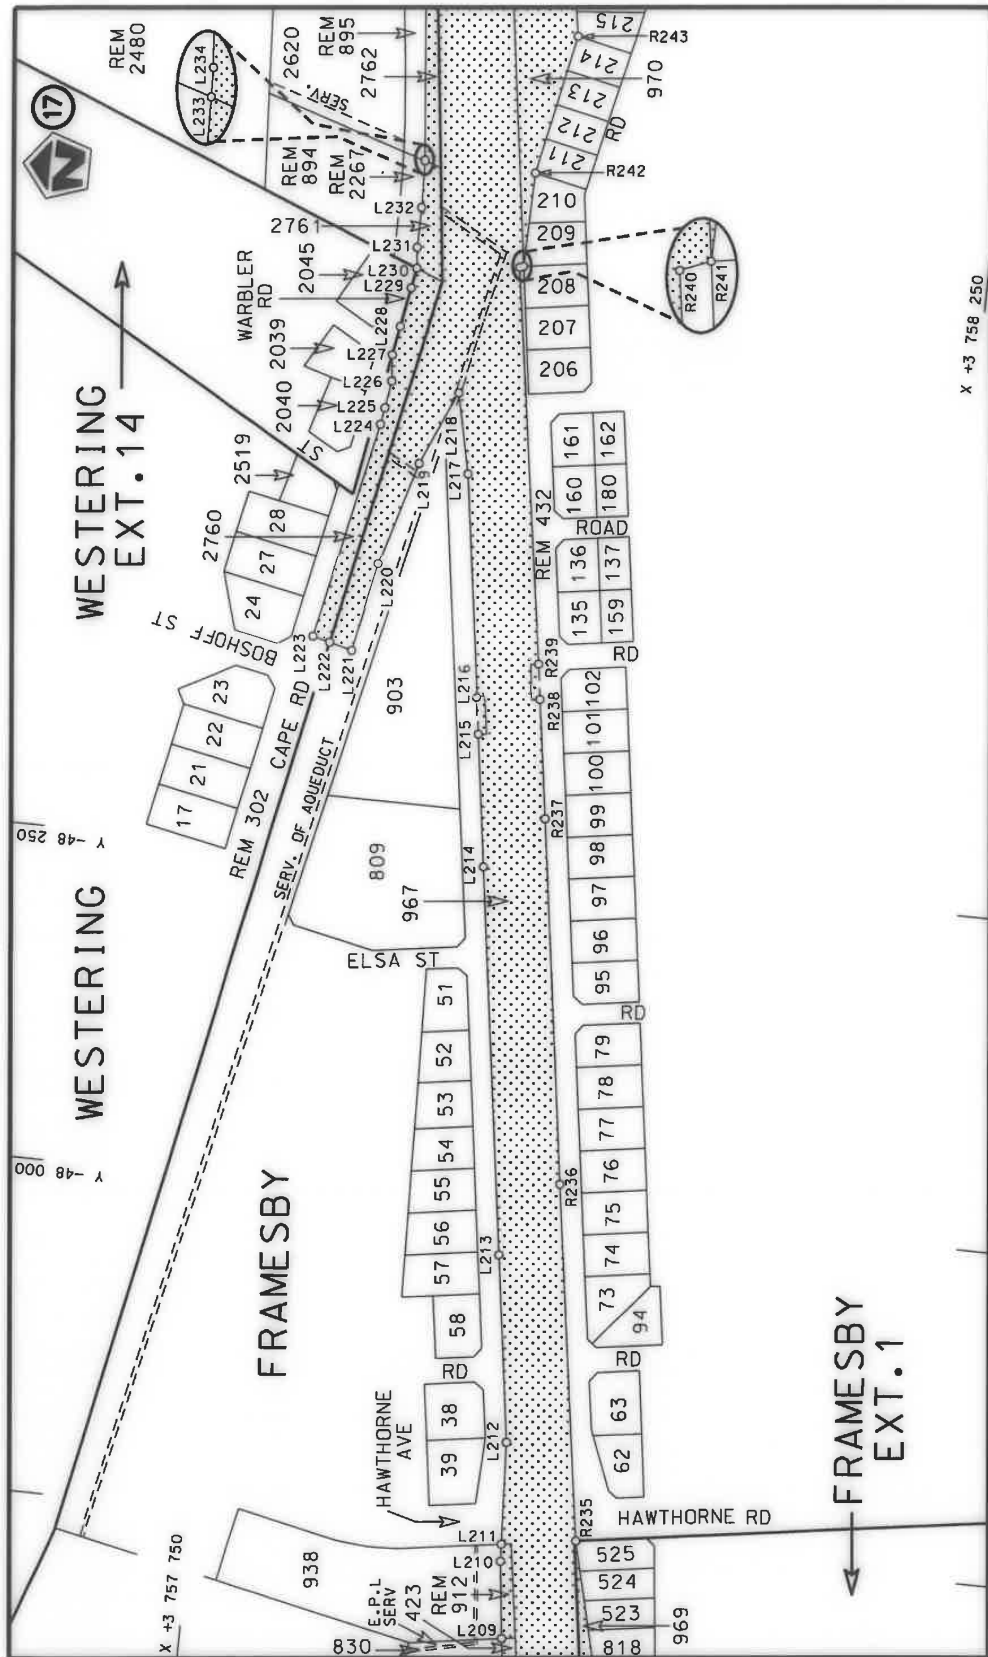 REM
2480
2620
REM
895
2762
215
R243
214
213
212
RD
211
970
R242
L233
L234
SERV.
REM
894
REM
2267
L232
17
N
210
209
208
207
206
R240
R241
X +3 758 250
2761
2045
L231
L230
L229
L228
L227
L226
L225
L224
WARBLER
RD
2039
2040
ST
2519
2760
WESTERING
EXT.14
28
27
24
L218
L217
L219
L220
161
162
160
180
ROAD
REM 432
136
137
135
159
RD
BOSHOFF ST
L223
L222
L221
903
L216
L215
R239
R238
102
101
100
99
98
97
96
95
RD
R237
23
22
21
17
CAPE RD
REM 302
SERV. OF AQUEDUCT
809
L214
967
ELSA ST
Y -48 250
WESTERING
51
52
53
54
55
56
57
58
RD
79
78
77
76
75
74
73
94
RD
R236
L213
Y -48 000
FRAMESBY
HAWTHORNE
AVE
38
39
L212
63
62
FRAMESBY
EXT.1
R235
HAWTHORNE RD
L211
L210
L209
938
X +3 757 750
E.P.L
SERV
423
REM
912
830
525
524
523
818
969